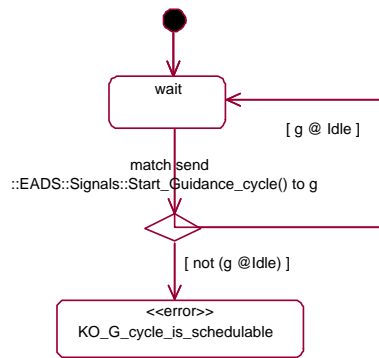 wait
[ g @ Idle ]
match send
::EADS::Signals::Start_Guidance_cycle() to g
[ not (g @Idle) ]
<<error>>
KO_G_cycle_is_schedulable